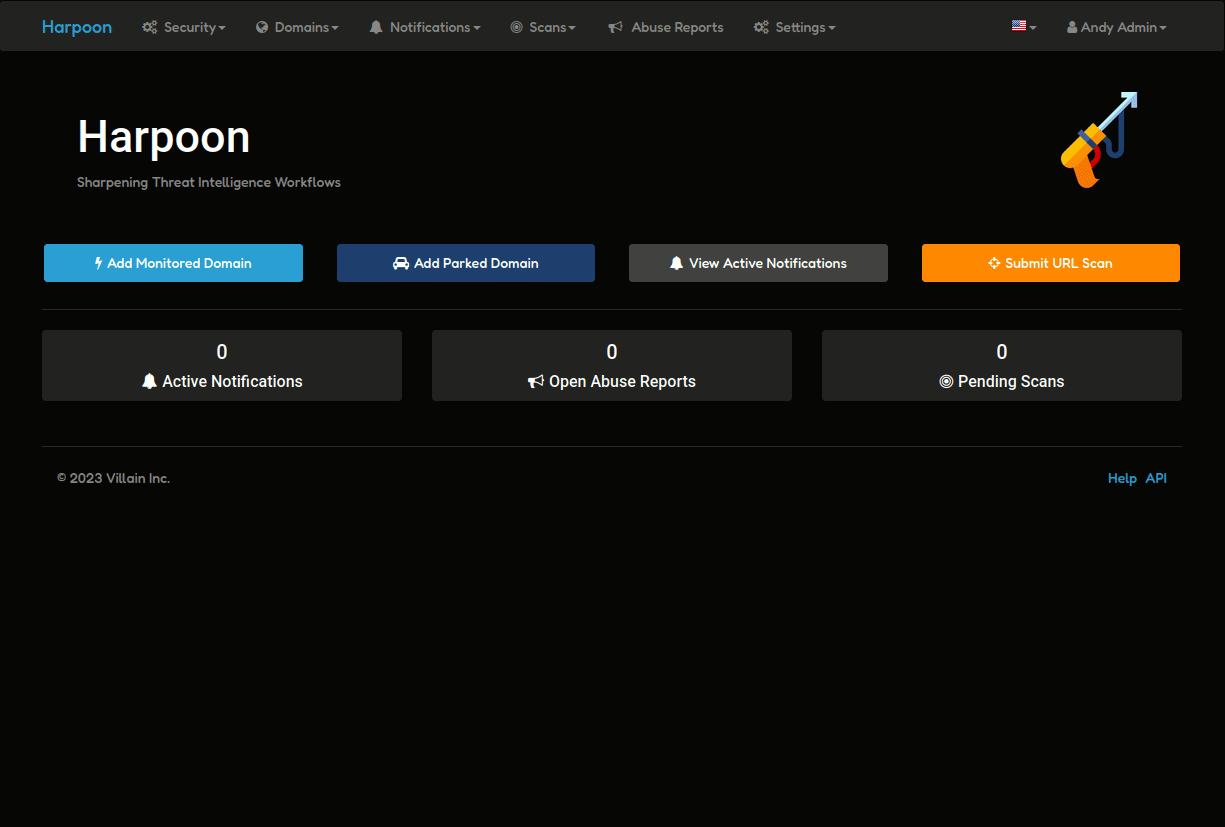 Harpoon Security Domains Notifications Scans Abuse Reports Settings Andy Admin
Harpoon
Sharpening Threat Intelligence Workflows
Add Monitored Domain Add Parked Domain View Active Notifications Submit URL Scan
0 0 0
Active Notifications Open Abuse Reports Pending Scans
© 2023 Villain Inc. Help API